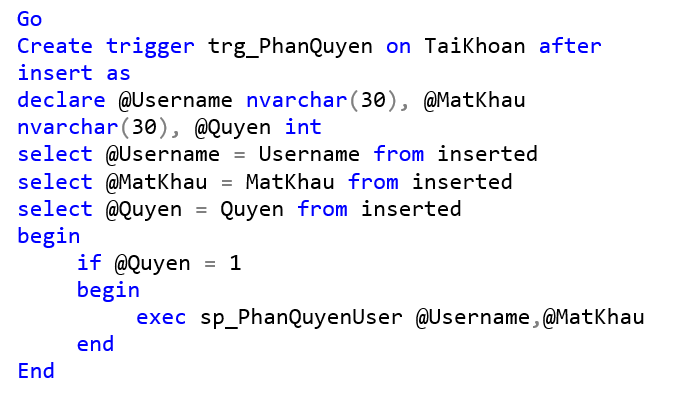 Go
Create trigger trg_PhanQuyen on TaiKhoan after
insert as
declare @Username nvarchar(30), @MatKhau
nvarchar(30), @Quyen int
select @Username = Username from inserted
select @MatKhau = MatKhau from inserted
select @Quyen = Quyen from inserted
begin
if @Quyen = 1
begin
exec sp_PhanQuyenUser @Username,@MatKhau
end
End